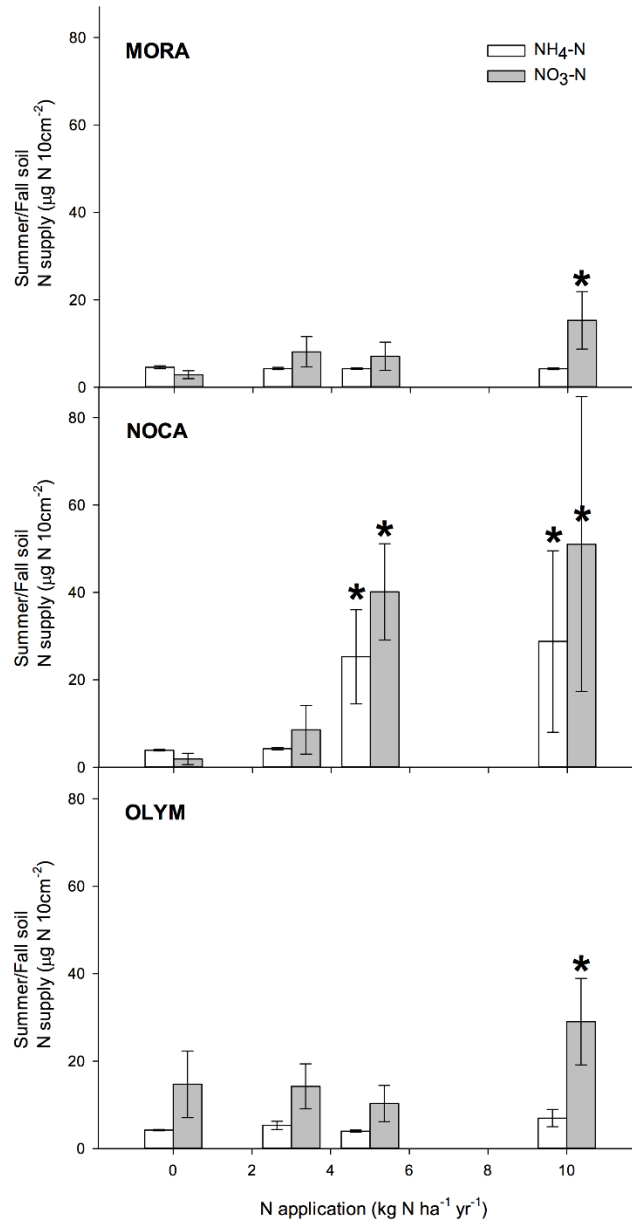 80
60
40
20
0
Summer/Fall soil
N supply (µg N 10cm⁻²)
MORA
NH₄-N
NO₃-N
*
80
60
40
20
0
Summer/Fall soil
N supply (µg N 10cm⁻²)
NOCA
* * * *
80
60
40
20
0
Summer/Fall soil
N supply (µg N 10cm⁻²)
OLYM
*
0 2 4 6 8 10
N application (kg N ha⁻¹ yr⁻¹)